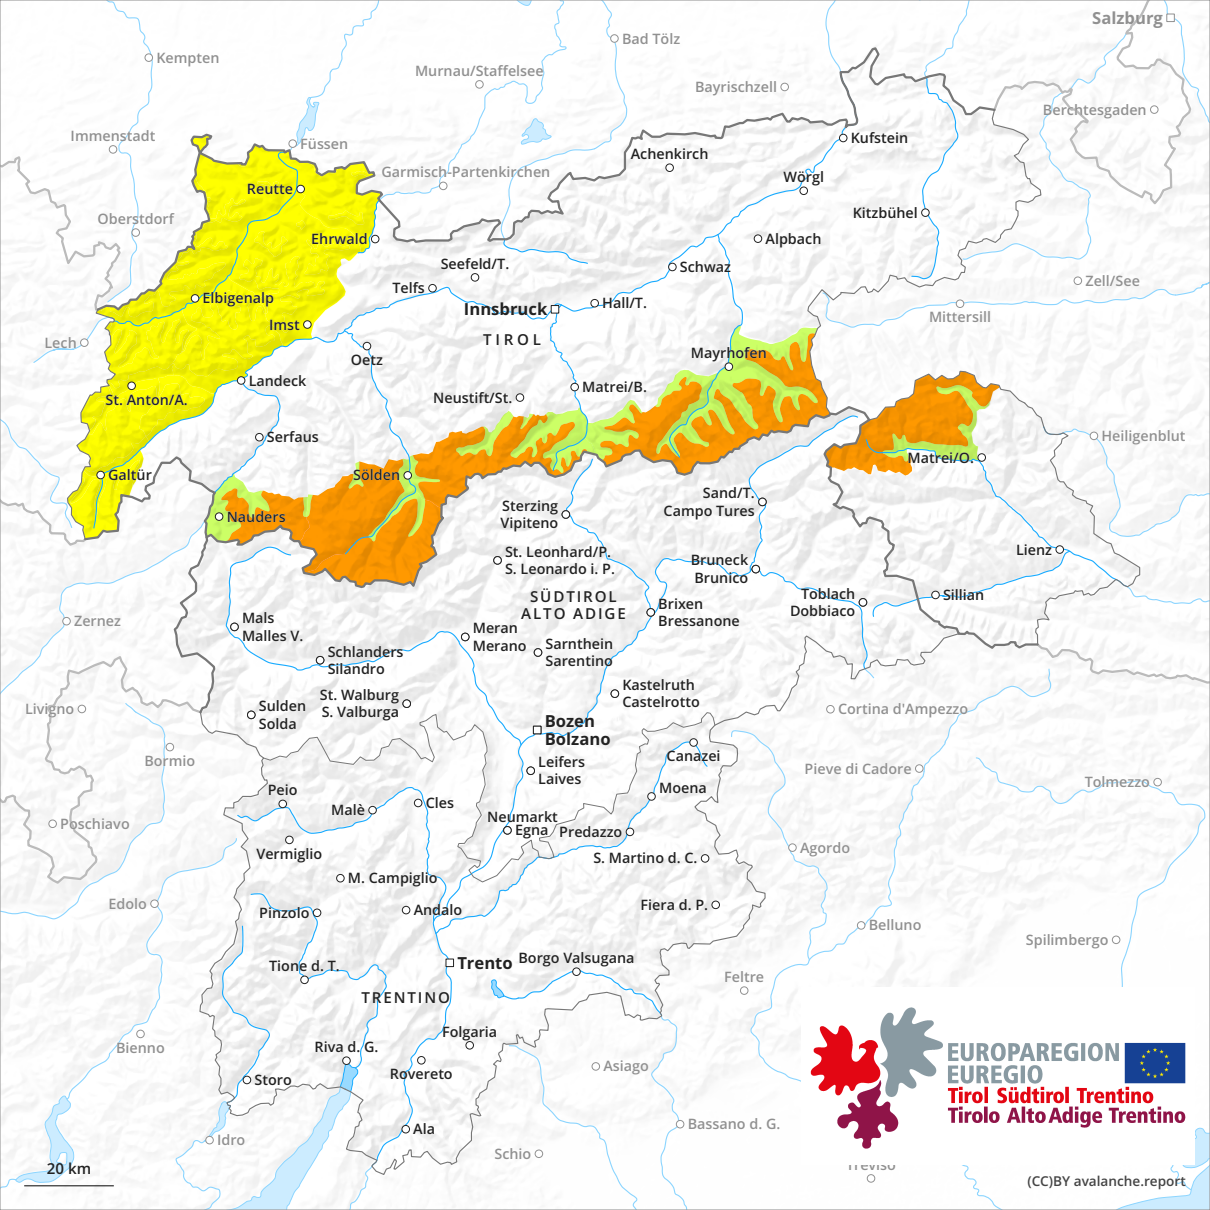 Salzburg
Bad Tölz
Kempten
Murnau/Staffelsee
Bayrischzell
Berchtesgaden
Immenstadt
Füssen
Kufstein
Achenkirch
Garmisch-Partenkirchen
Wörgl
Reutte
Oberstdorf
Kitzbühel
Ehrwald
Alpbach
Seefeld/T.
Schwaz
Zell/See
Telfs
Elbigenalp
Hall/T.
Innsbruck
Mittersill
Imst
TIROL
Lech
Oetz
Mayrhofen
Landeck
Matrei/B.
St. Anton/A.
Neustift/St.
Serfaus
Heiligenblut
Matrei/O.
Galtür
Sölden
Sand/T.
Campo Tures
Nauders
Sterzing
Vipiteno
Lienz
St. Leonhard/P.
S. Leonardo i. P.
Bruneck
Brunico
SÜDTIROL
ALTO ADIGE
Toblach
Dobbiaco
Sillian
Brixen
Bressanone
Zernez
Mals
Malles V.
Meran
Merano
Sarnthein
Sarentino
Schlanders
Silandro
Kastelruth
Castelrotto
St. Walburg
S. Valburga
Livigno
Sulden
Solda
Cortina d'Ampezzo
Bozen
Bolzano
Bormio
Canazei
Leifers
Laives
Pieve di Cadore
Tolmezzo
Peio
Moena
Malè
Cles
Neumarkt
Egna
Poschiavo
Predazzo
Vermiglio
Agordo
S. Martino d. C.
M. Campiglio
Edolo
Pinzolo
Andalo
Fiera d. P.
Belluno
Spilimbergo
Trento
Borgo Valsugana
Tione d. T.
Feltre
TRENTINO
Folgaria
Bienno
Riva d. G.
Rovereto
Asiago
Storo
EUROPAREGION
EUREGIO
Tirol Südtirol Trentino
Tirolo Alto Adige Trentino
Ala
Bassano d. G.
Idro
Schio
Treviso
20 km
(CC)BY avalanche.report